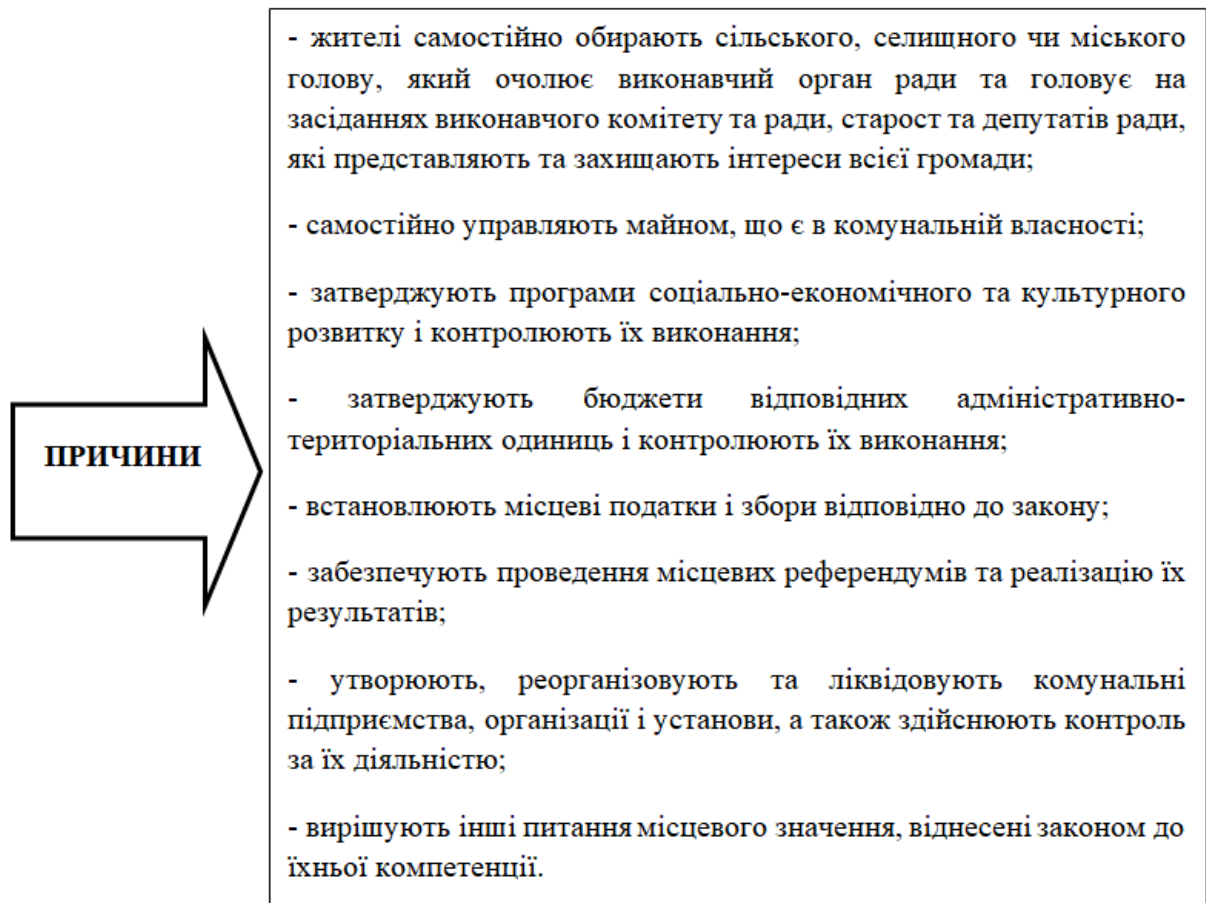 - жителі самостійно обирають сільського, селищного чи міського
голову, який очолює виконавчий орган ради та головує на
засіданнях виконавчого комітету та ради, старост та депутатів ради,
які представляють та захищають інтереси всієї громади;
- самостійно управляють майном, що є в комунальній власності;
- затверджують програми соціально-економічного та культурного
розвитку і контролюють їх виконання;
- затверджують бюджети відповідних адміністративно-
територіальних одиниць і контролюють їх виконання;
ПРИЧИНИ
- встановлюють місцеві податки і збори відповідно до закону;
- забезпечують проведення місцевих референдумів та реалізацію їх
результатів;
- утворюють, реорганізовують та ліквідовують комунальні
підприємства, організації і установи, а також здійснюють контроль
за їх діяльністю;
- вирішують інші питання місцевого значення, віднесені законом до
їхньої компетенції.